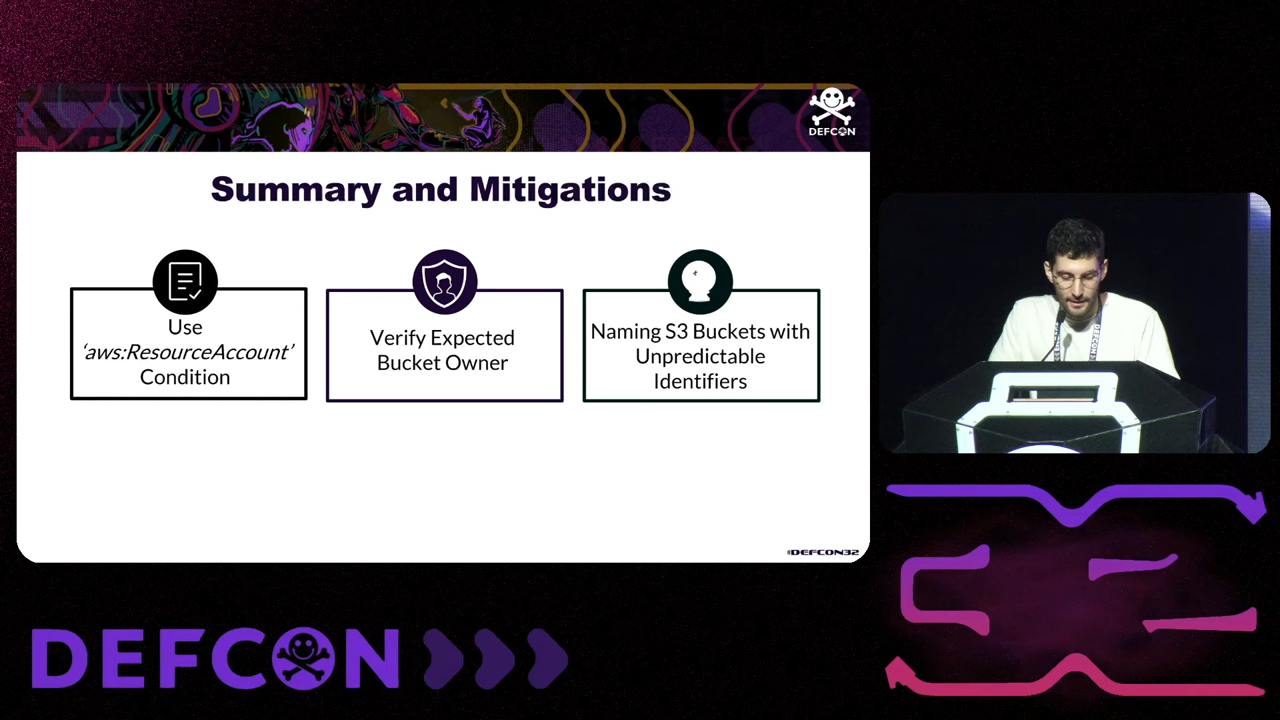 DEFCON
Summary and Mitigations
Use
‘aws:ResourceAccount’
Condition
Verify Expected
Bucket Owner
Naming S3 Buckets with
Unpredictable
Identifiers
#DEFCON32
DEFCON